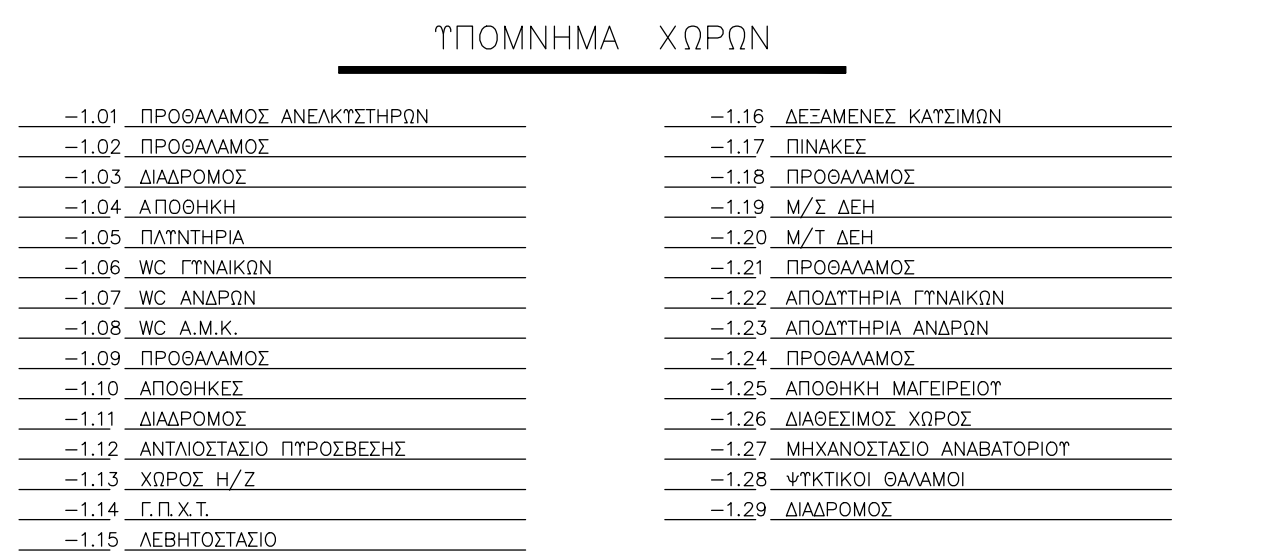 ΥΠΟΜΝΗΜΑ ΧΩΡΩΝ
-1.01 ΠΡΟΘΑΛΑΜΟΣ ΑΝΕΛΚΥΣΤΗΡΩΝ
-1.02 ΠΡΟΘΑΛΑΜΟΣ
-1.03 ΔΙΑΔΡΟΜΟΣ
-1.04 ΑΠΟΘΗΚΗ
-1.05 ΠΛΥΝΤΗΡΙΑ
-1.06 WC ΓΥΝΑΙΚΩΝ
-1.07 WC ΑΝΔΡΩΝ
-1.08 WC Α.Μ.Κ.
-1.09 ΠΡΟΘΑΛΑΜΟΣ
-1.10 ΑΠΟΘΗΚΕΣ
-1.11 ΔΙΑΔΡΟΜΟΣ
-1.12 ΑΝΤΛΙΟΣΤΑΣΙΟ ΠΥΡΟΣΒΕΣΗΣ
-1.13 ΧΩΡΟΣ Η/Ζ
-1.14 Γ.Π.Χ.Τ.
-1.15 ΛΕΒΗΤΟΣΤΑΣΙΟ
-1.16 ΔΕΞΑΜΕΝΕΣ ΚΑΥΣΙΜΩΝ
-1.17 ΠΙΝΑΚΕΣ
-1.18 ΠΡΟΘΑΛΑΜΟΣ
-1.19 Μ/Σ ΔΕΗ
-1.20 Μ/Τ ΔΕΗ
-1.21 ΠΡΟΘΑΛΑΜΟΣ
-1.22 ΑΠΟΔΥΤΗΡΙΑ ΓΥΝΑΙΚΩΝ
-1.23 ΑΠΟΔΥΤΗΡΙΑ ΑΝΔΡΩΝ
-1.24 ΠΡΟΘΑΛΑΜΟΣ
-1.25 ΑΠΟΘΗΚΗ ΜΑΓΕΙΡΕΙΟΥ
-1.26 ΔΙΑΘΕΣΙΜΟΣ ΧΩΡΟΣ
-1.27 ΜΗΧΑΝΟΣΤΑΣΙΟ ΑΝΑΒΑΤΟΡΙΟΥ
-1.28 ΨΥΚΤΙΚΟΙ ΘΑΛΑΜΟΙ
-1.29 ΔΙΑΔΡΟΜΟΣ